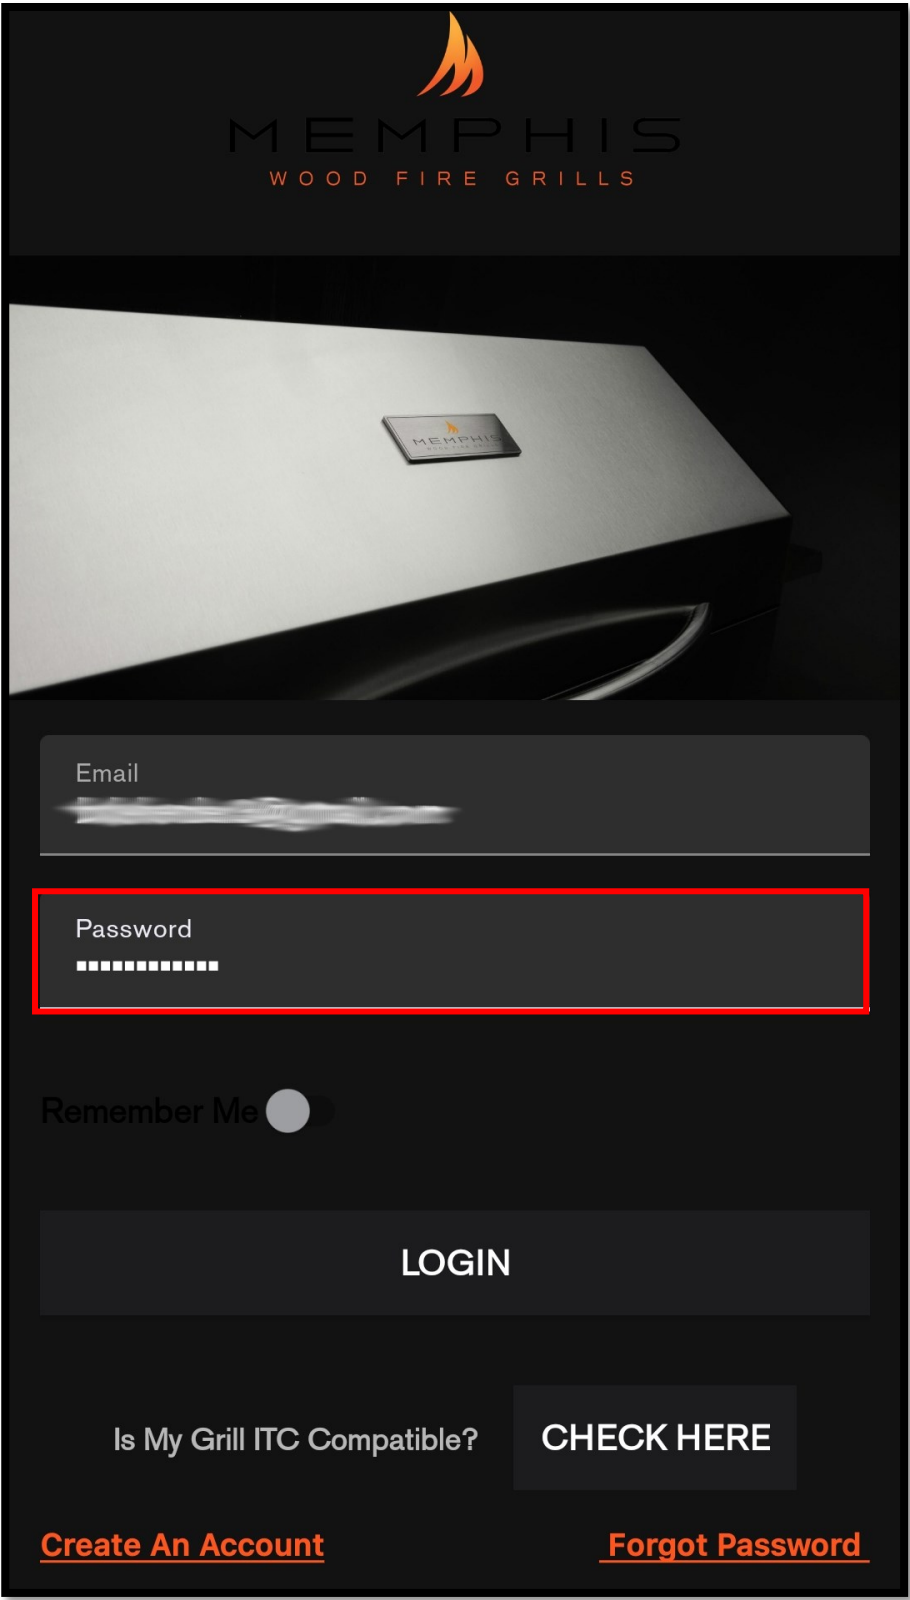 MEMPHIS
WOOD FIRE GRILLS
MEMPHIS
Email
Password
Remember Me
LOGIN
Is My Grill ITC Compatible?
CHECK HERE
Create An Account
Forgot Password